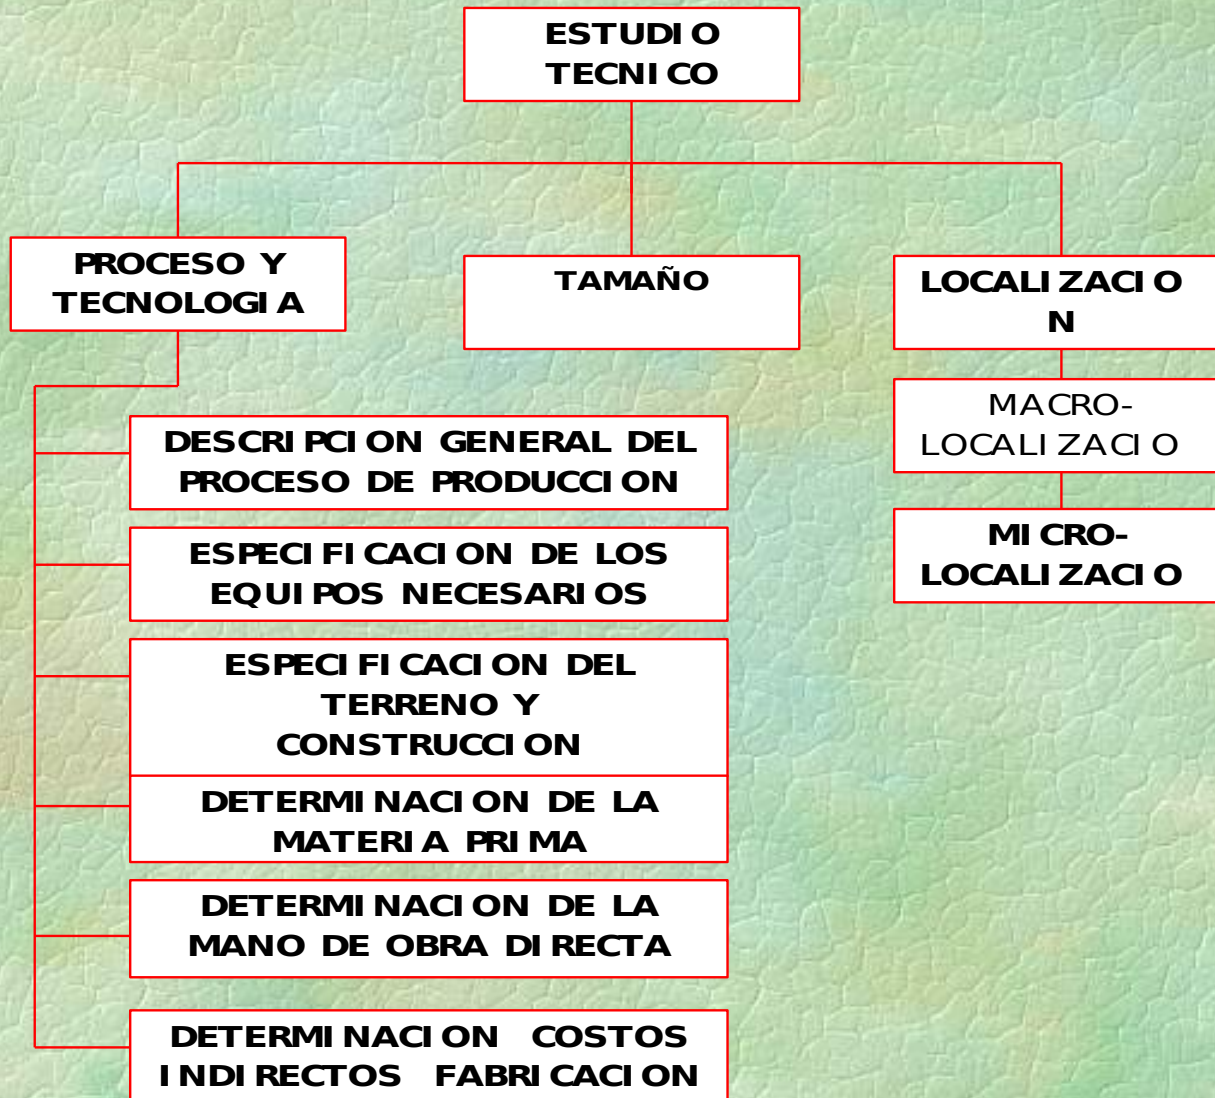 ESTUDIO
TECNICO
PROCESO Y
TECNOLOGIA
TAMAÑO
LOCALIZACIO
N
MACRO-
LOCALIZACIO
MICRO-
LOCALIZACIO
DESCRIPCION GENERAL DEL
PROCESO DE PRODUCCION
ESPECIFICACION DE LOS
EQUIPOS NECESARIOS
ESPECIFICACION DEL
TERRENO Y
CONSTRUCCION
DETERMINACION DE LA
MATERIA PRIMA
DETERMINACION DE LA
MANO DE OBRA DIRECTA
DETERMINACION COSTOS
INDIRECTOS FABRICACION